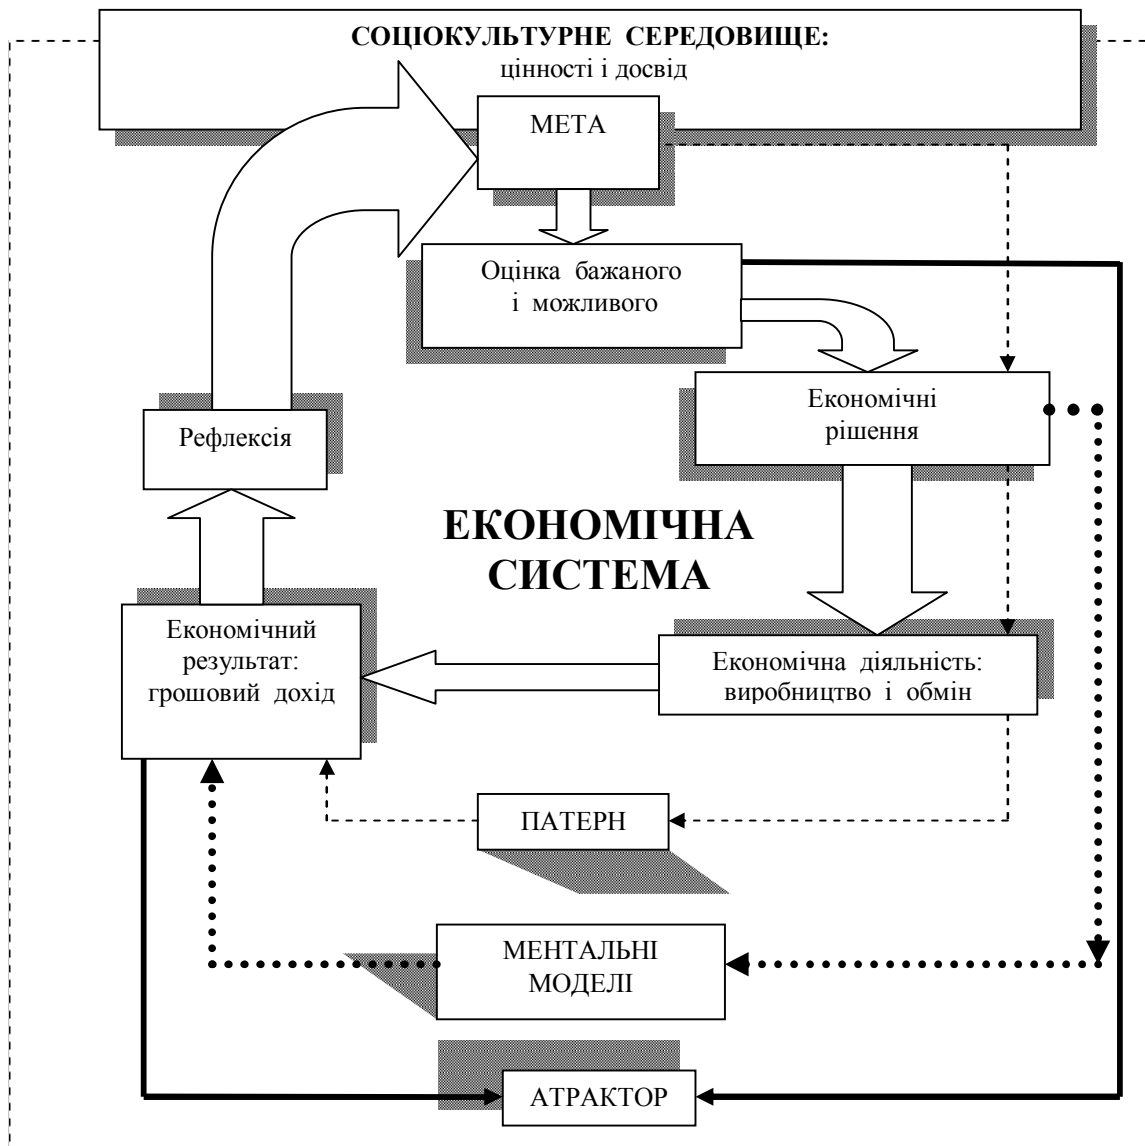 СОЦІОКУЛЬТУРНЕ СЕРЕДОВИЩЕ:
цінності і досвід
МЕТА
Оцінка бажаного
і можливого
Економічні
рішення
Рефлексія
ЕКОНОМІЧНА
СИСТЕМА
Економічний
результат:
грошовий дохід
Економічна діяльність:
виробництво і обмін
ПАТЕРН
МЕНТАЛЬНІ
МОДЕЛІ
АТРАКТОР